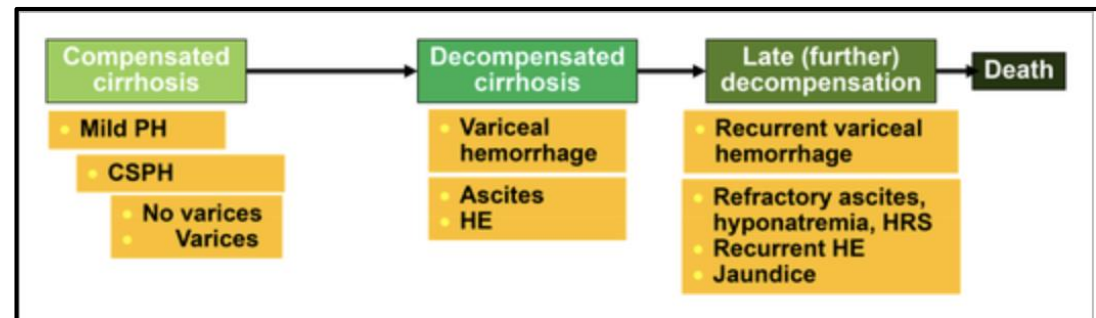 Compensated
cirrhosis
Decompensated
cirrhosis
Late (further)
decompensation
Death
• Mild PH
• CSPH
• No varices
• Varices
• Variceal
hemorrhage
• Ascites
• HE
• Recurrent variceal
hemorrhage
• Refractory ascites,
hyponatremia, HRS
• Recurrent HE
• Jaundice